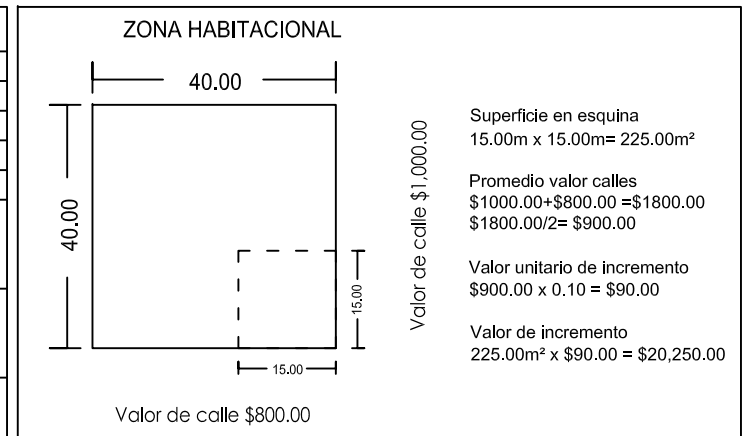 ZONA HABITACIONAL
40.00
40.00
15.00
15.00
Valor de calle $1,000.00
Valor de calle $800.00
Superficie en esquina
15.00m x 15.00m= 225.00m²
Promedio valor calles
$1000.00+$800.00 =$1800.00
$1800.00/2= $900.00
Valor unitario de incremento
$900.00 x 0.10 = $90.00
Valor de incremento
225.00m² x $90.00 = $20,250.00